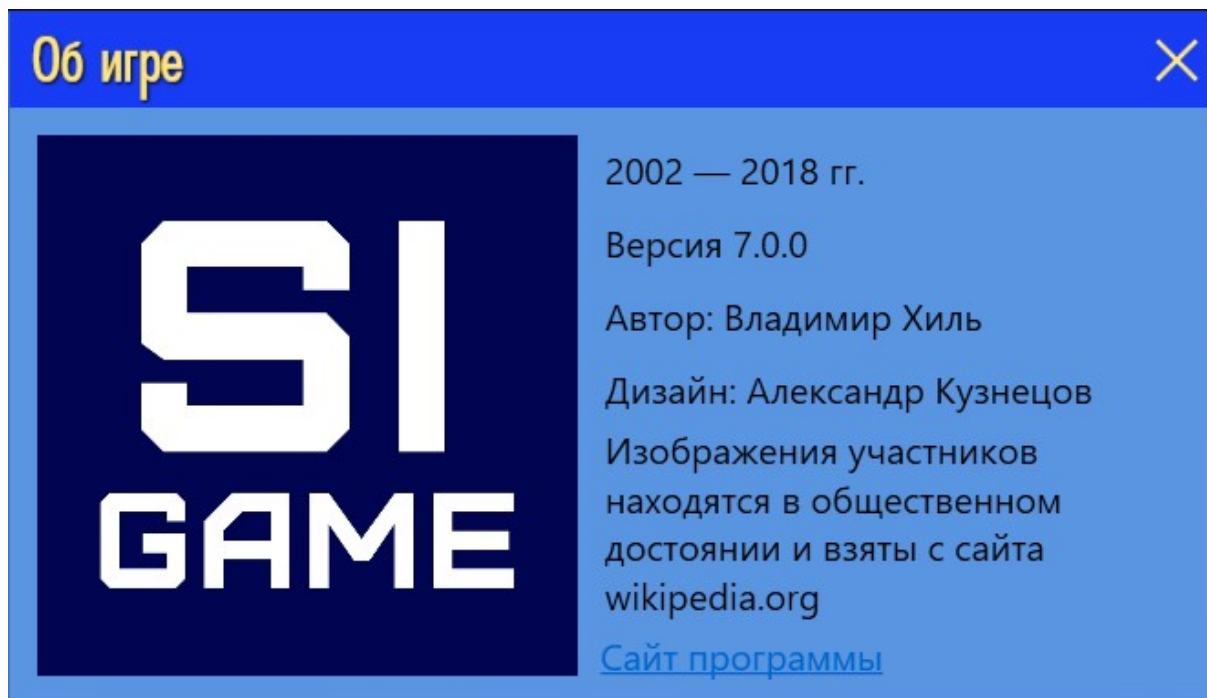 Об игре
SI
GAME
2002 — 2018 гг.
Версия 7.0.0
Автор: Владимир Хиль
Дизайн: Александр Кузнецов
Изображения участников
находятся в общественном
достоянии и взяты с сайта
wikipedia.org
Сайт программы